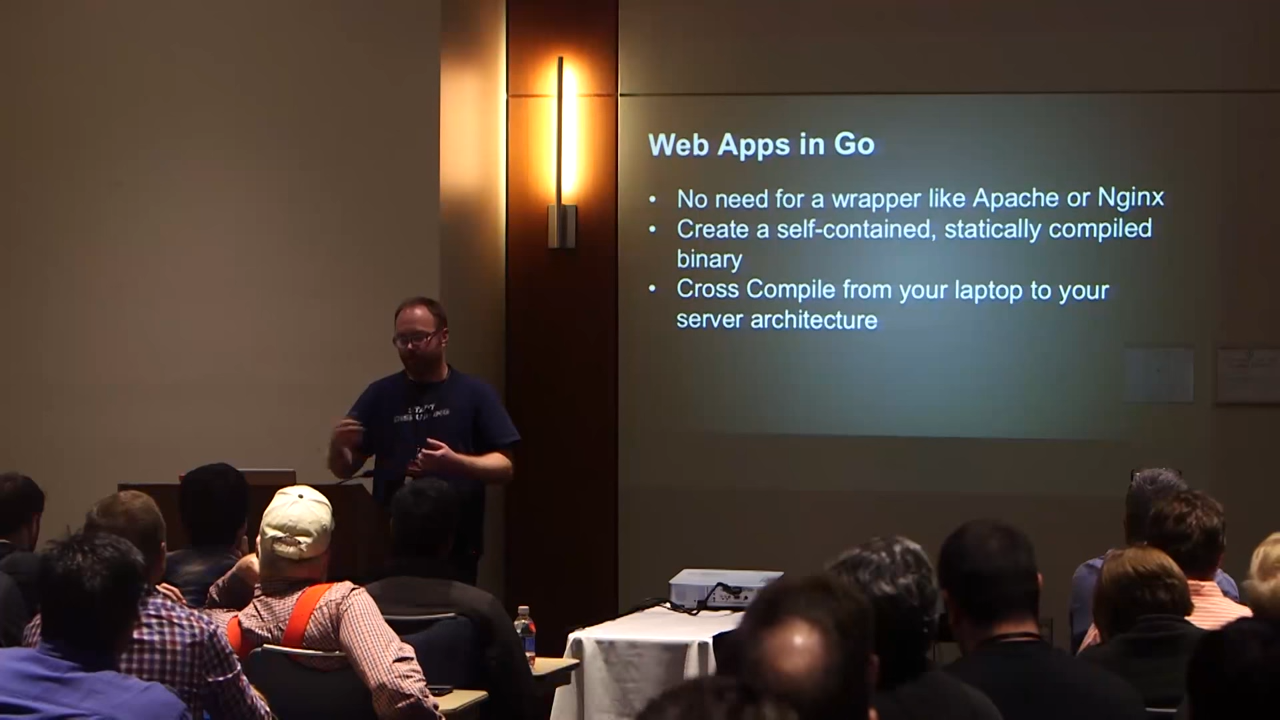 Web Apps in Go
• No need for a wrapper like Apache or Nginx
• Create a self-contained, statically compiled
binary
• Cross Compile from your laptop to your
server architecture
START